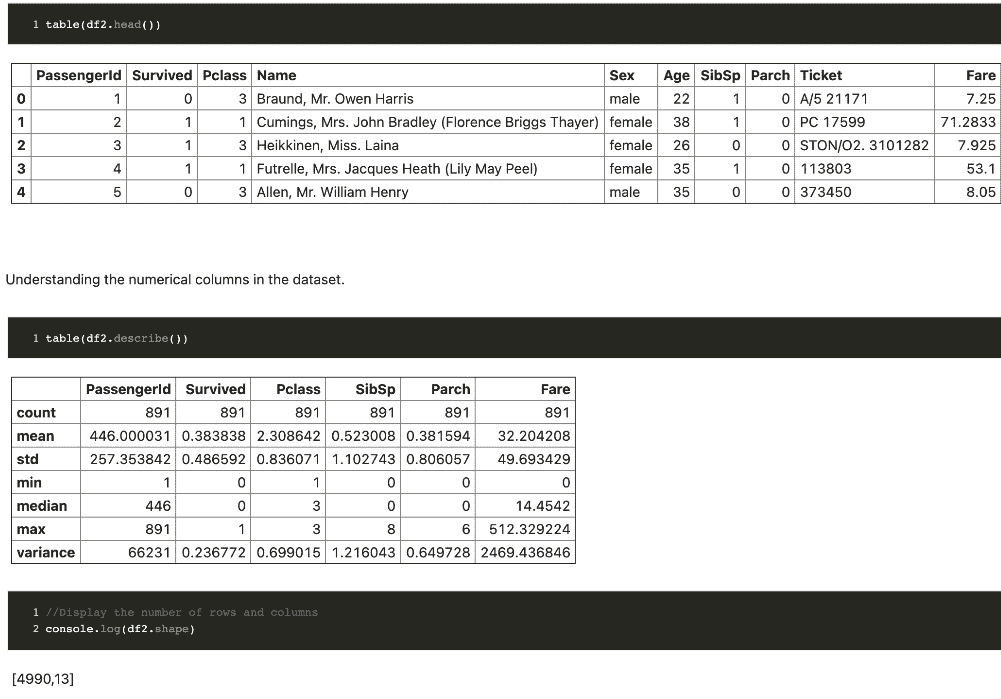 1 table(df2.head())
PassengerId Survived Pclass Name Sex Age SibSp Parch Ticket Fare
0 1 0 3 Braund, Mr. Owen Harris male 22 1 0 A/5 21171 7.25
1 2 1 1 Cumings, Mrs. John Bradley (Florence Briggs Thayer) female 38 1 0 PC 17599 71.2833
2 3 1 3 Heikkinen, Miss. Laina female 26 0 0 STON/O2. 3101282 7.925
3 4 1 1 Futrelle, Mrs. Jacques Heath (Lily May Peel) female 35 1 0 113803 53.1
4 5 0 3 Allen, Mr. William Henry male 35 0 0 373450 8.05
Understanding the numerical columns in the dataset.
1 table(df2.describe())
PassengerId Survived Pclass SibSp Parch Fare
count 891 891 891 891 891 891
mean 446.000031 0.383838 2.308642 0.523008 0.381594 32.204208
std 257.353842 0.486592 0.836071 1.102743 0.806057 49.693429
min 1 0 1 0 0 0
median 446 0 3 0 0 14.4542
max 891 1 3 8 6 512.329224
variance 66231 0.236772 0.699015 1.216043 0.649728 2469.436846
1 //Display the number of rows and columns
2 console.log(df2.shape)
[4990,13]